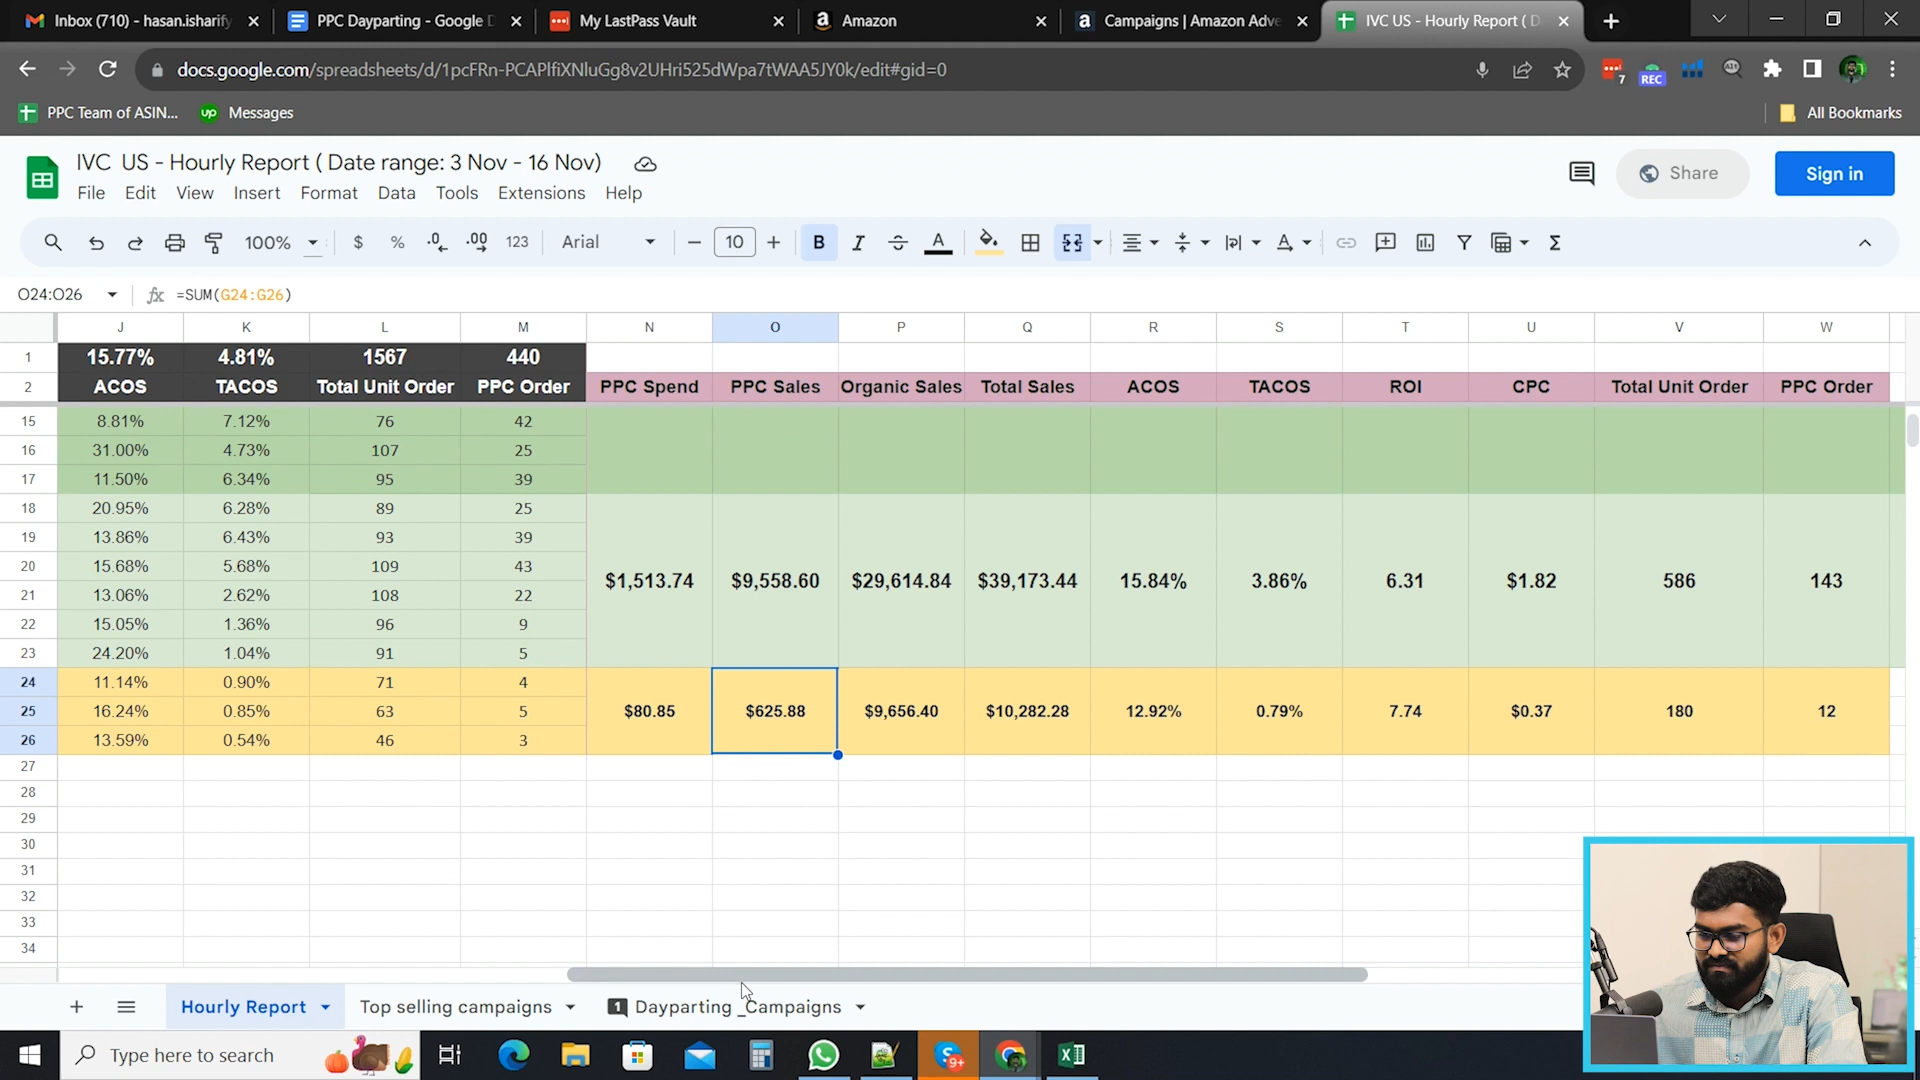 Inbox (710) - hasan.isharify
PPC Dayparting - Google D
My LastPass Vault
Amazon
Campaigns | Amazon Adve
IVC US - Hourly Report ( D
docs.google.com/spreadsheets/d/1pcFRn-PCAPlfiXNluGg8v2UHri525dWpa7tWAA5JY0k/edit#gid=0
7
REC
PPC Team of ASIN...
up Messages
All Bookmarks
IVC US - Hourly Report ( Date range: 3 Nov - 16 Nov)
File Edit View Insert Format Data Tools Extensions Help
Share
Sign in
100% $ % .0 .00 123 Arial 10 B I A
O24:O26 fx =SUM(G24:G26)
J K L M N O P Q R S T U V W
1 15.77% 4.81% 1567 440
2 ACOS TACOS Total Unit Order PPC Order PPC Spend PPC Sales Organic Sales Total Sales ACOS TACOS ROI CPC Total Unit Order PPC Order
15 8.81% 7.12% 76 42
16 31.00% 4.73% 107 25
17 11.50% 6.34% 95 39
18 20.95% 6.28% 89 25
19 13.86% 6.43% 93 39
20 15.68% 5.68% 109 43
$1,513.74 $9,558.60 $29,614.84 $39,173.44 15.84% 3.86% 6.31 $1.82 586 143
21 13.06% 2.62% 108 22
22 15.05% 1.36% 96 9
23 24.20% 1.04% 91 5
24 11.14% 0.90% 71 4
25 16.24% 0.85% 63 5 $80.85 $625.88 $9,656.40 $10,282.28 12.92% 0.79% 7.74 $0.37 180 12
26 13.59% 0.54% 46 3
27
28
29
30
31
32
33
34
Hourly Report
Top selling campaigns
1 Dayparting _Campaigns
Type here to search
9+